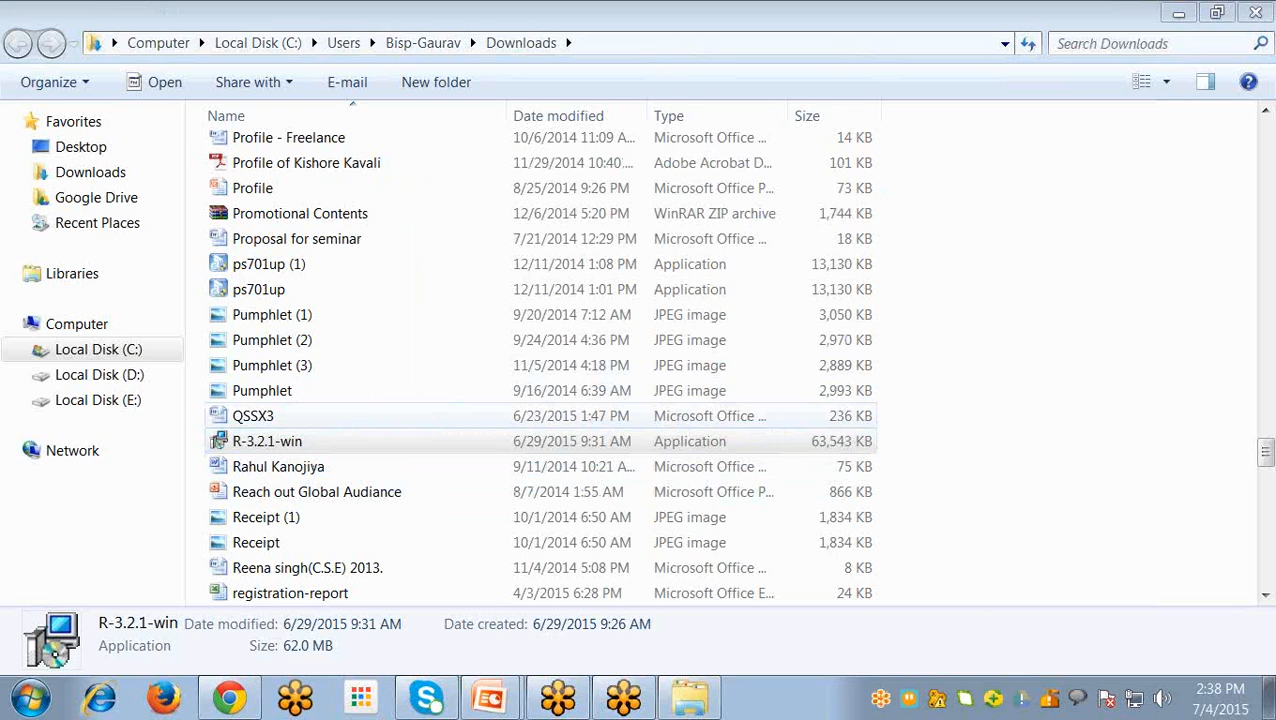 Computer Local Disk (C:) Users Bisp-Gaurav Downloads Search Downloads
Organize Open Share with E-mail New folder
Name Date modified Type Size
Favorites
Desktop
Downloads
Google Drive
Recent Places
Libraries
Computer
Local Disk (C:)
Local Disk (D:)
Local Disk (E:)
Network
Profile - Freelance 10/6/2014 11:09 A... Microsoft Office ... 14 KB
Profile of Kishore Kavali 11/29/2014 10:40.... Adobe Acrobat D... 101 KB
Profile 8/25/2014 9:26 PM Microsoft Office P... 73 KB
Promotional Contents 12/6/2014 5:20 PM WinRAR ZIP archive 1,744 KB
Proposal for seminar 7/21/2014 12:29 PM Microsoft Office ... 18 KB
ps701up (1) 12/11/2014 1:08 PM Application 13,130 KB
ps701up 12/11/2014 1:01 PM Application 13,130 KB
Pumphlet (1) 9/20/2014 7:12 AM JPEG image 3,050 KB
Pumphlet (2) 9/24/2014 4:36 PM JPEG image 2,970 KB
Pumphlet (3) 11/5/2014 4:18 PM JPEG image 2,889 KB
Pumphlet 9/16/2014 6:39 AM JPEG image 2,993 KB
QSSX3 6/23/2015 1:47 PM Microsoft Office ... 236 KB
R-3.2.1-win 6/29/2015 9:31 AM Application 63,543 KB
Rahul Kanojiya 9/11/2014 10:21 A... Microsoft Office ... 75 KB
Reach out Global Audiance 8/7/2014 1:55 AM Microsoft Office P... 866 KB
Receipt (1) 10/1/2014 6:50 AM JPEG image 1,834 KB
Receipt 10/1/2014 6:50 AM JPEG image 1,834 KB
Reena singh(C.S.E) 2013. 11/4/2014 5:08 PM Microsoft Office ... 8 KB
registration-report 4/3/2015 6:28 PM Microsoft Office E... 24 KB
R-3.2.1-win Date modified: 6/29/2015 9:31 AM Date created: 6/29/2015 9:26 AM
Application Size: 62.0 MB
2:38 PM
7/4/2015